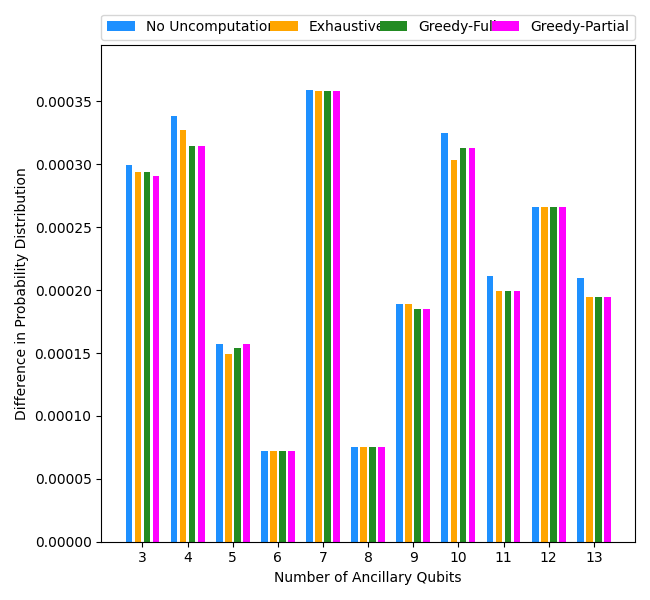 No Uncomputation Exhaustive Greedy-Full Greedy-Partial
0.00035
0.00030
0.00025
0.00020
0.00015
0.00010
0.00005
0.00000
Difference in Probability Distribution
3 4 5 6 7 8 9 10 11 12 13
Number of Ancillary Qubits